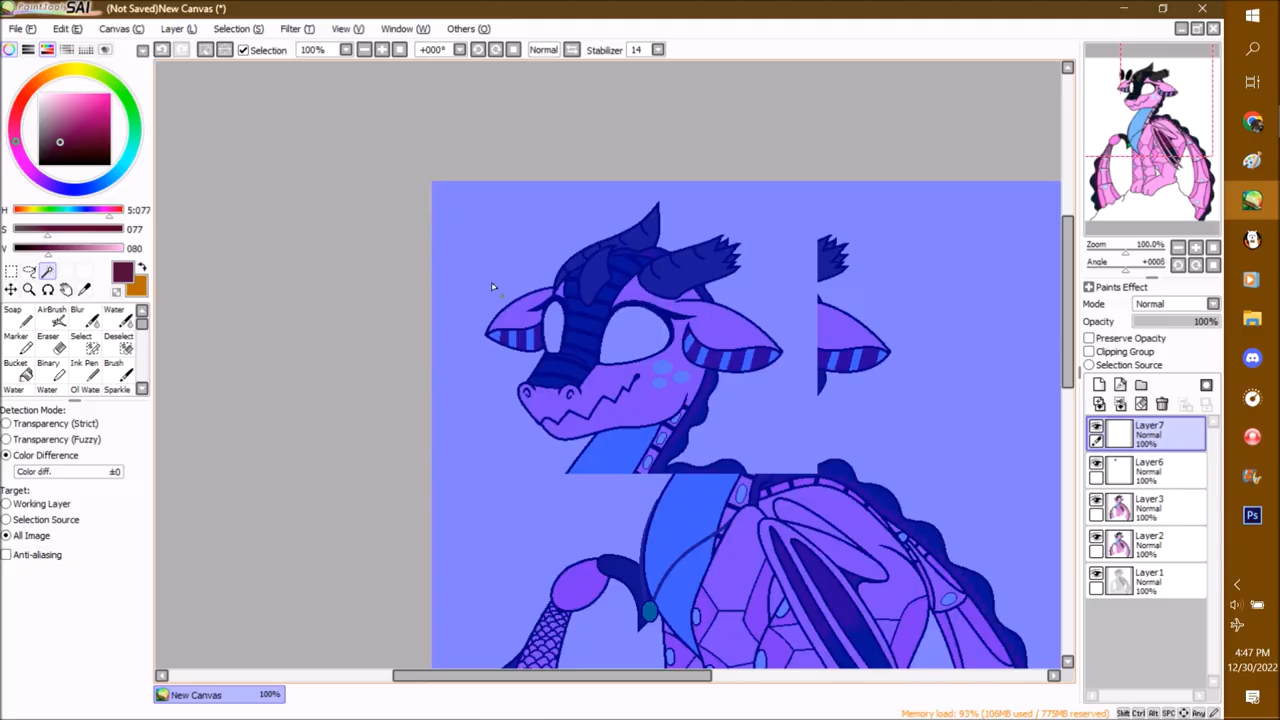 PaintTool SAI (Not Saved)New Canvas (*)
File (F) Edit (E) Canvas (C) Layer (L) Selection (S) Filter (T) View (V) Window (W) Others (O)
Selection 100% +000° Normal Stabilizer 14
H 5:077
S 077
V 080
Soap AirBrush Blur Water
Marker Eraser Select Deselect
Bucket Binary Ink Pen Brush
Water Water Ol Wate Sparkle
Detection Mode:
Transparency (Strict)
Transparency (Fuzzy)
Color Difference
Color diff. ±0
Target:
Working Layer
Selection Source
All Image
Anti-aliasing
Zoom 100.0%
Angle +000δ
Paints Effect
Mode Normal
Opacity 100%
Preserve Opacity
Clipping Group
Selection Source
Layer7
Normal
100%
Layer6
Normal
100%
Layer3
Normal
100%
Layer2
Normal
100%
Layer1
Normal
100%
New Canvas 100%
Memory load: 93% (106MB used / 775MB reserved)
Shift Ctrl Alt SPC Any
Ps
4:47 PM
12/30/2022